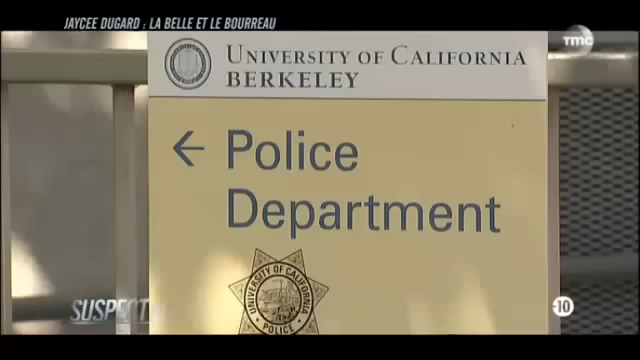 JAYCEE DUGARD : LA BELLE ET LE BOURREAU
TMC
UNIVERSITY OF CALIFORNIA
BERKELEY
← Police
Department
UNIVERSITY OF CALIFORNIA
POLICE
SUSPECT
-10